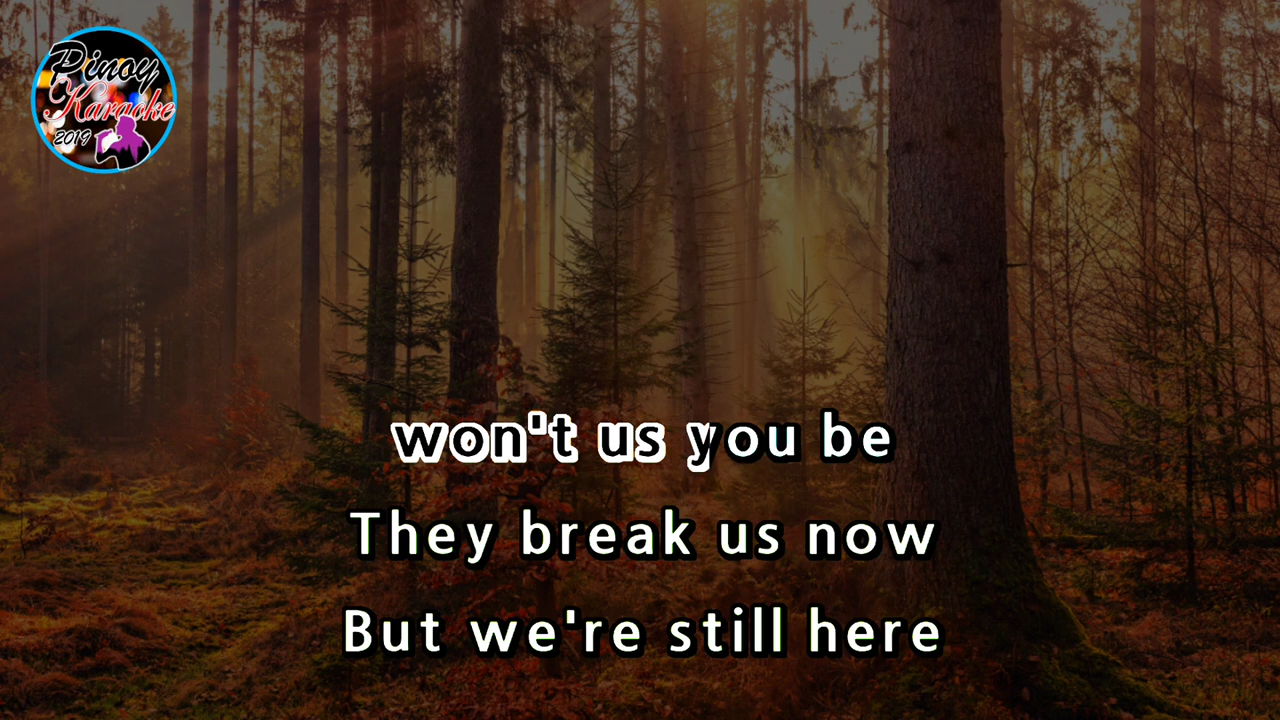 Pinoy
Karaoke
2019
won't us you be
They break us now
But we're still here